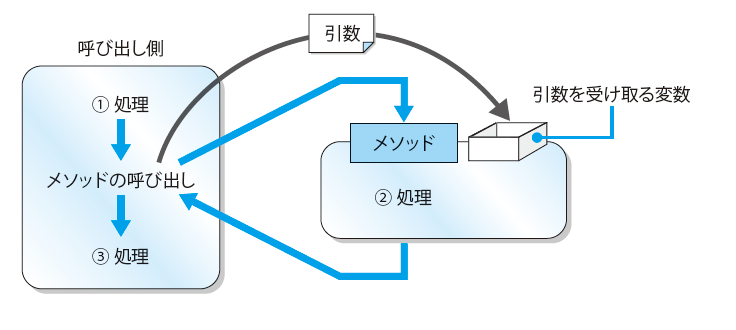 引数
呼び出し側
① 処理
メソッドの呼び出し
③ 処理
メソッド
② 処理
引数を受け取る変数